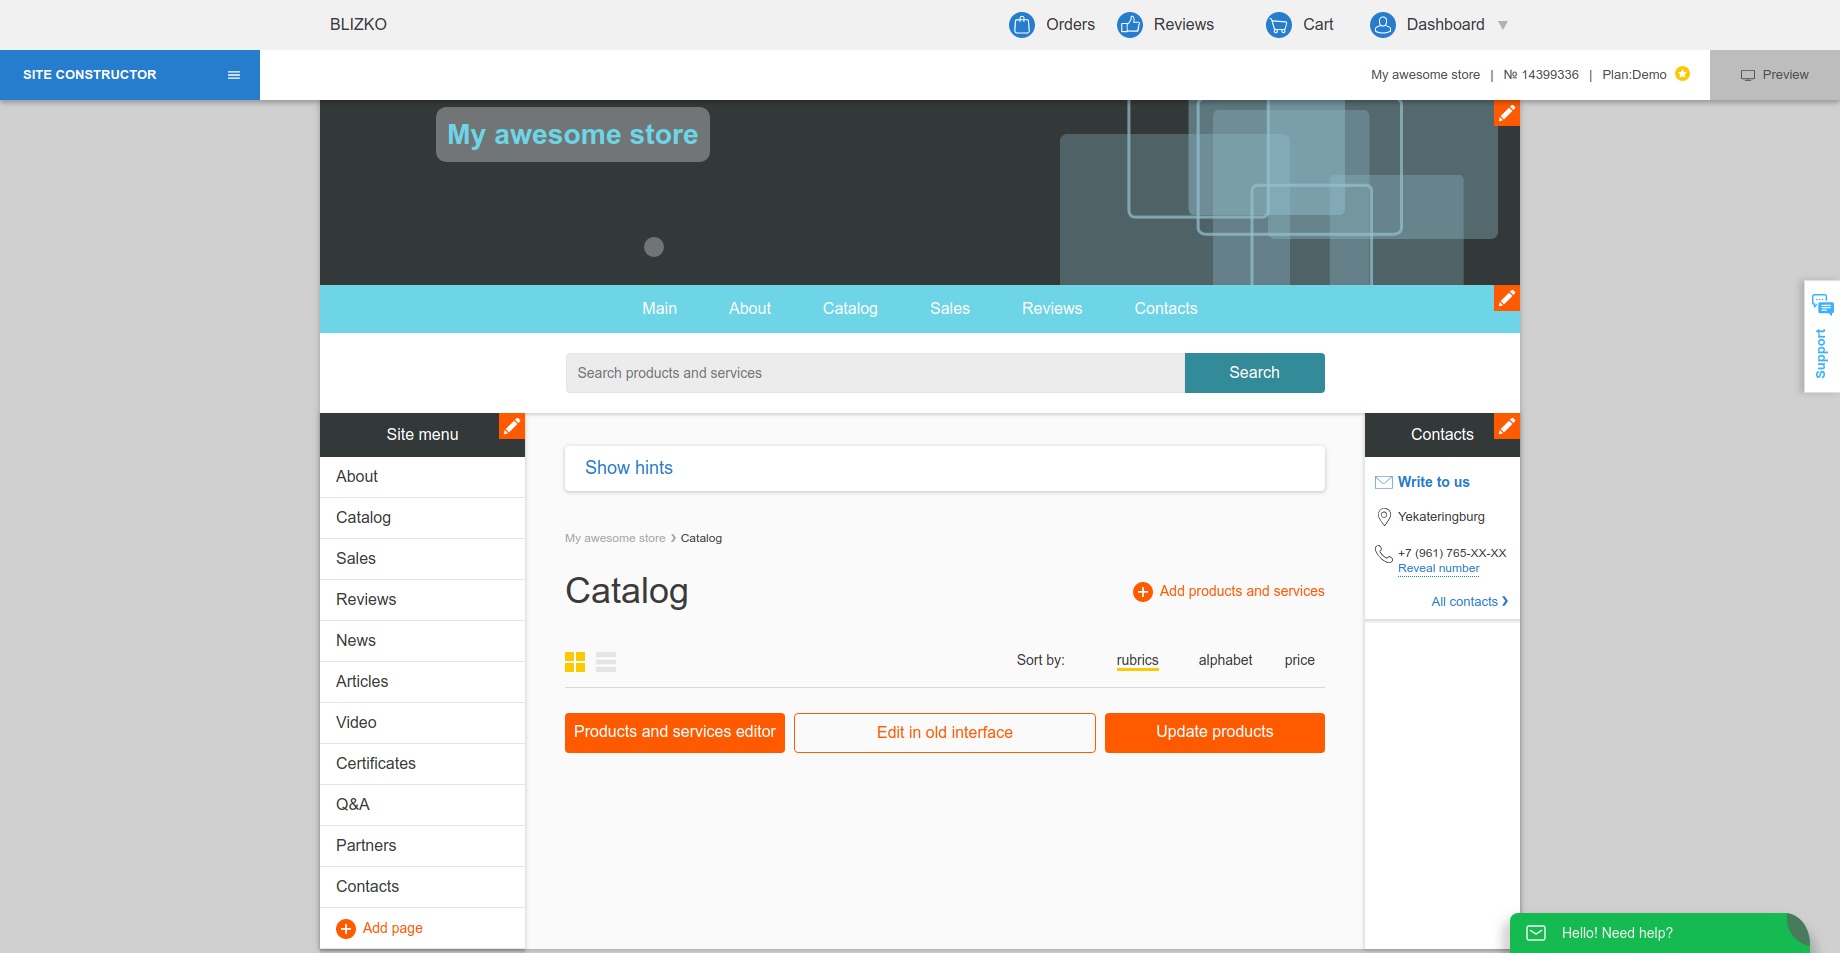 BLIZKO
Orders
Reviews
Cart
Dashboard
SITE CONSTRUCTOR
My awesome store | № 14399336 | Plan:Demo
Preview
My awesome store
Main
About
Catalog
Sales
Reviews
Contacts
Search products and services
Search
Support
Site menu
About
Catalog
Sales
Reviews
News
Articles
Video
Certificates
Q&A
Partners
Contacts
Add page
Show hints
My awesome store › Catalog
Catalog
Add products and services
Sort by: rubrics alphabet price
Products and services editor
Edit in old interface
Update products
Contacts
Write to us
Yekateringburg
+7 (961) 765-XX-XX
Reveal number
All contacts ›
Hello! Need help?